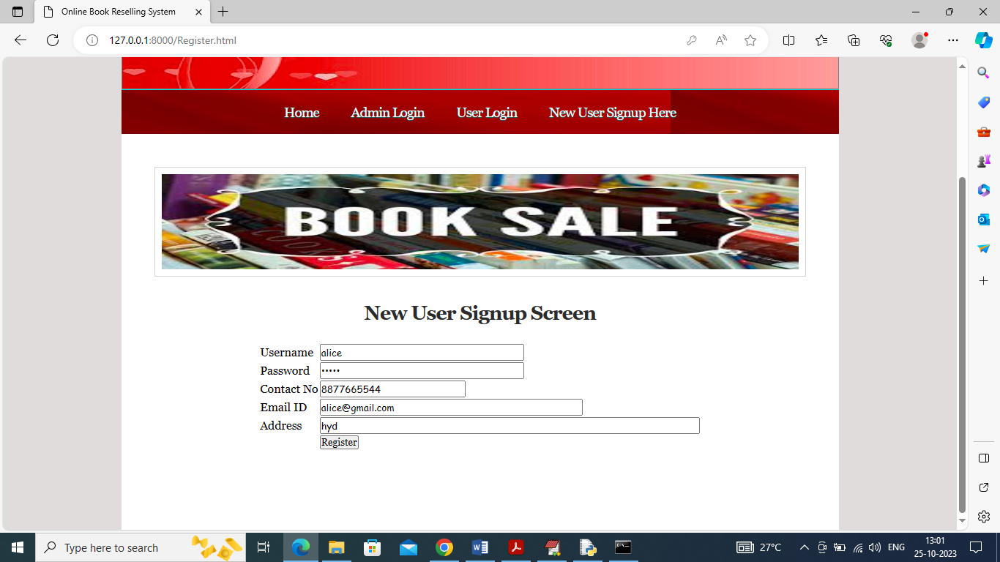 Online Book Reselling System
127.0.0.1:8000/Register.html
Home Admin Login User Login New User Signup Here
BOOK SALE
New User Signup Screen
Username alice
Password •••••
Contact No 8877665544
Email ID alice@gmail.com
Address hyd
Register
Type here to search
27°C
ENG
13:01
25-10-2023